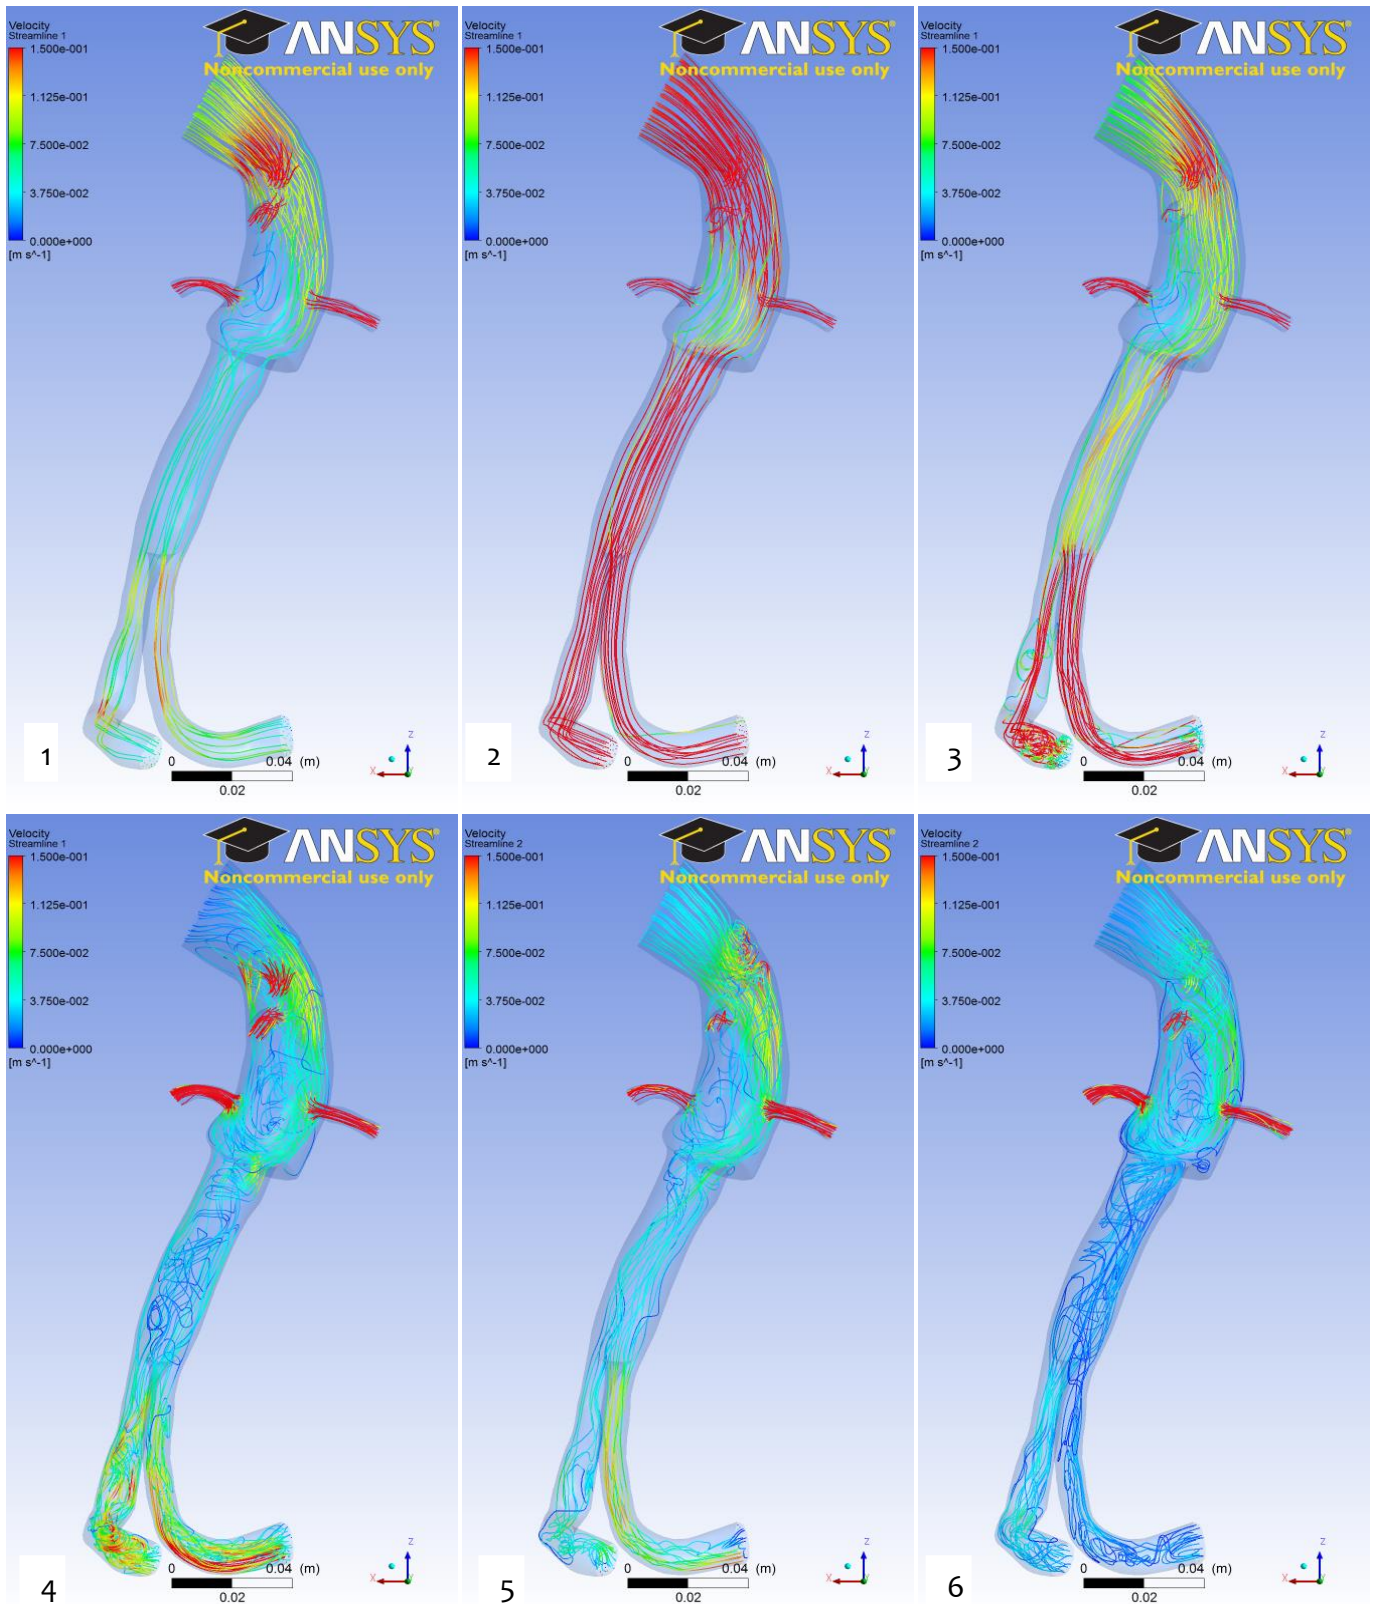 Velocity
Streamline 1
1.500e-001
1.125e-001
7.500e-002
3.750e-002
0.000e+000
[m s^-1]
ANSYS®
Noncommercial use only
Z
X
0 0.04 (m)
0.02
1
Velocity
Streamline 1
1.500e-001
1.125e-001
7.500e-002
3.750e-002
0.000e+000
[m s^-1]
ANSYS®
Noncommercial use only
Z
X
0 0.04 (m)
0.02
2
Velocity
Streamline 1
1.500e-001
1.125e-001
7.500e-002
3.750e-002
0.000e+000
[m s^-1]
ANSYS®
Noncommercial use only
Z
X
0 0.04 (m)
0.02
3
Velocity
Streamline 1
1.500e-001
1.125e-001
7.500e-002
3.750e-002
0.000e+000
[m s^-1]
ANSYS®
Noncommercial use only
Z
X
0 0.04 (m)
0.02
4
Velocity
Streamline 2
1.500e-001
1.125e-001
7.500e-002
3.750e-002
0.000e+000
[m s^-1]
ANSYS®
Noncommercial use only
Z
X
0 0.04 (m)
0.02
5
Velocity
Streamline 2
1.500e-001
1.125e-001
7.500e-002
3.750e-002
0.000e+000
[m s^-1]
ANSYS®
Noncommercial use only
Z
X
0 0.04 (m)
0.02
6